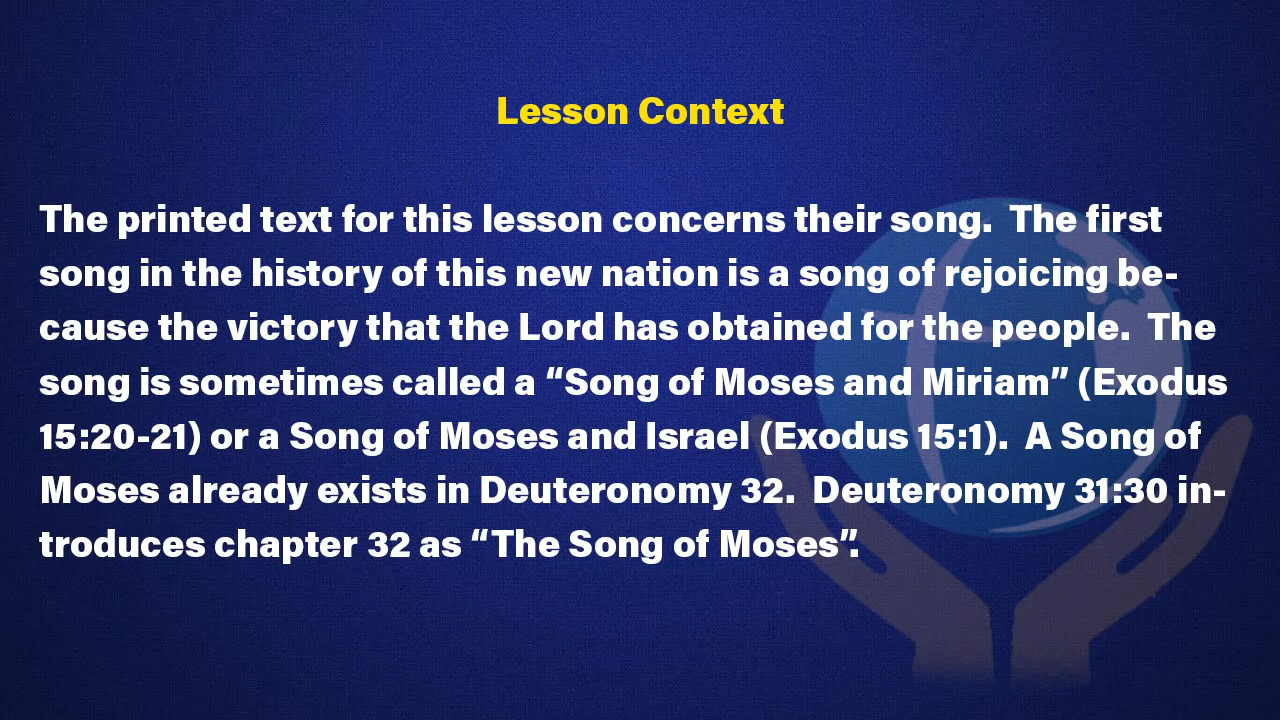 Lesson Context
The printed text for this lesson concerns their song.  The first
song in the history of this new nation is a song of rejoicing be-
cause the victory that the Lord has obtained for the people.  The
song is sometimes called a “Song of Moses and Miriam” (Exodus
15:20-21) or a Song of Moses and Israel (Exodus 15:1).  A Song of
Moses already exists in Deuteronomy 32.  Deuteronomy 31:30 in-
troduces chapter 32 as “The Song of Moses”.